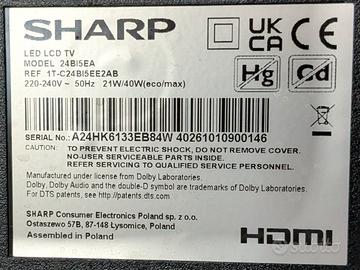 SHARP
LED LCD TV
MODEL 24BI5EA
REF 1T-C24BI5EE2AB
220-240V ~ 50Hz 21W/40W(eco/max)
UK
CA
CE
Hg
Cd
SERIAL No.: A24HK6133EB84W 40261010900146
CAUTION:
TO PREVENT ELECTRIC SHOCK, DO NOT REMOVE COVER.
NO-USER SERVICEABLE PARTS INSIDE.
REFER SERVICING TO QUALIFIED SERVICE PERSONNEL.
Manufactured under license from Dolby Laboratories.
Dolby, Dolby Audio and the double-D symbol are trademarks of Dolby Laboratories.
For DTS patents, see http://patents.dts.com
SHARP Consumer Electronics Poland sp. z o.o.
Ostaszewo 57B, 87-148 Łysomice, Poland
Assembled in Poland
HDMI
subito